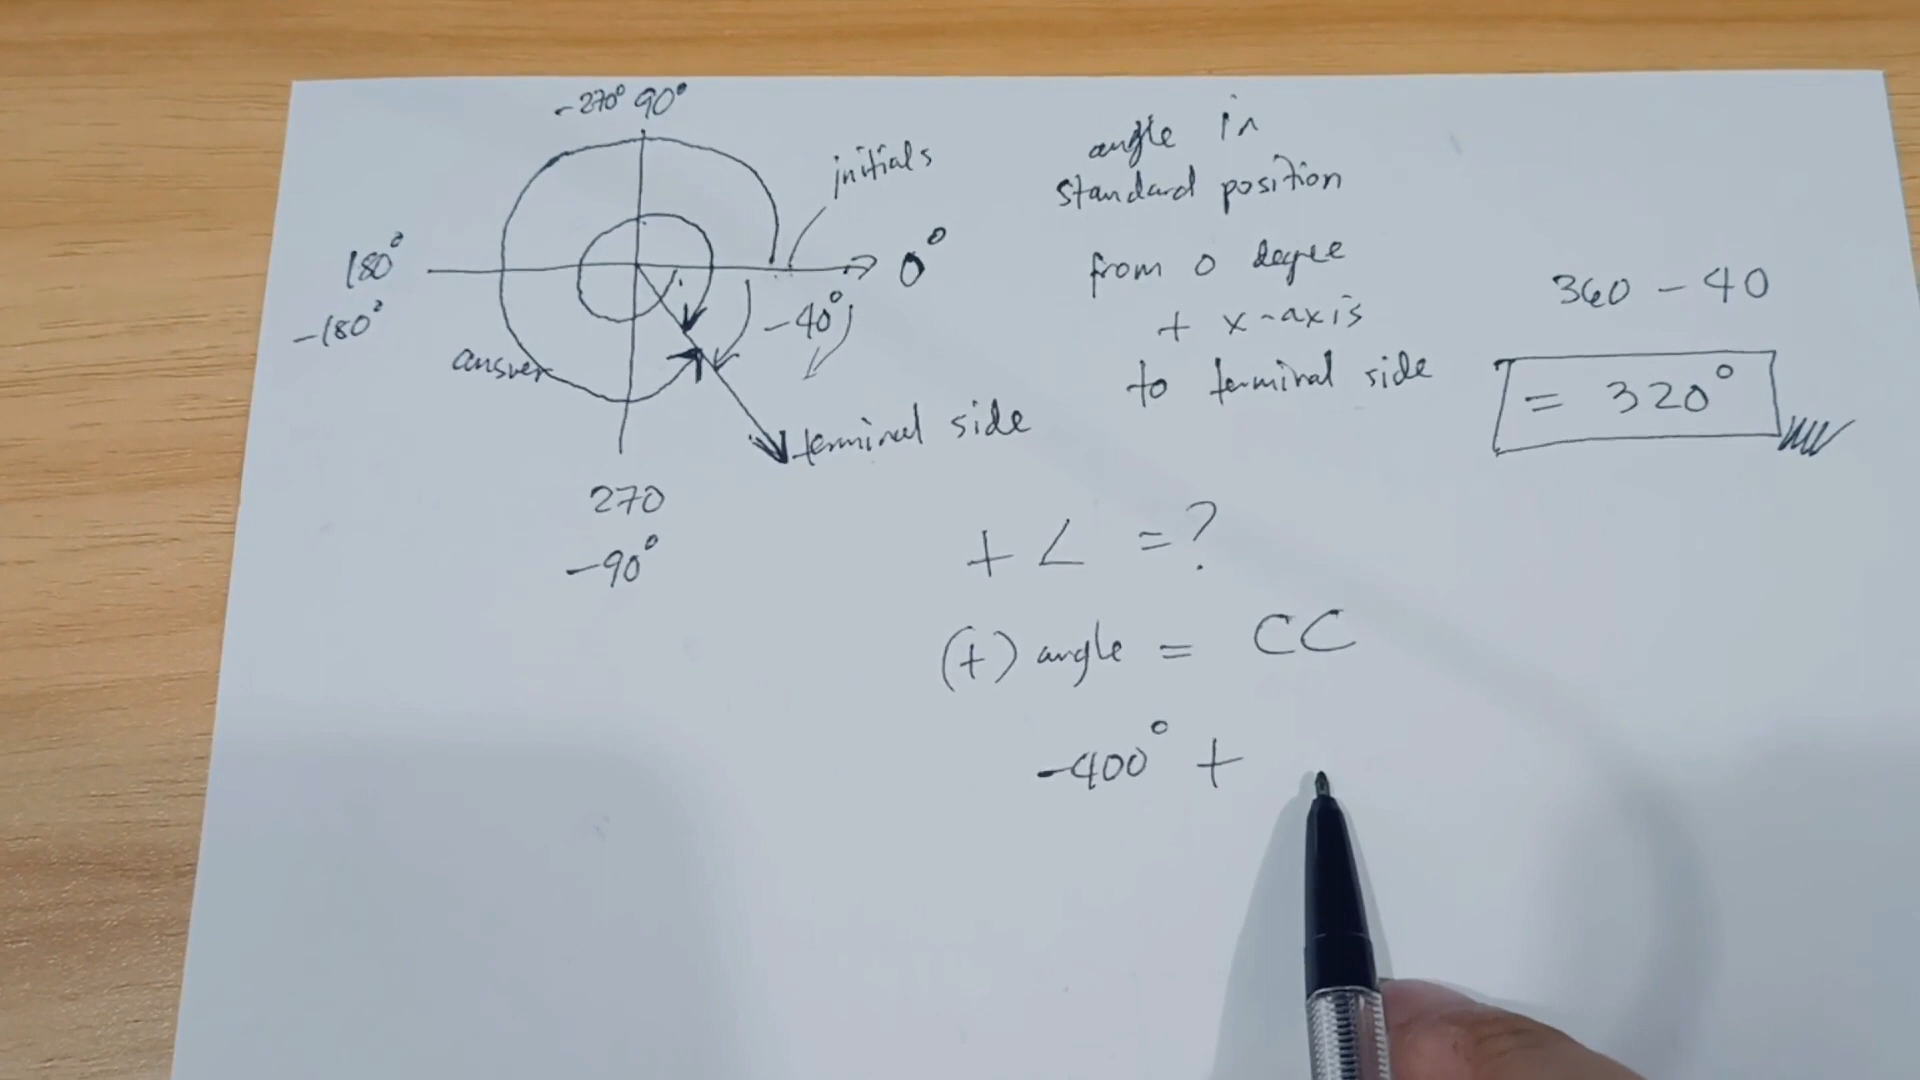 -270° 90°
initials
180°
0°
-180°
-40°
answer
terminal side
270
-90°
angle in
standard position
from 0 degree
+ x-axis
to terminal side
360 - 40
= 320°
+ ∠ = ?
(+) angle = CC
-400° +